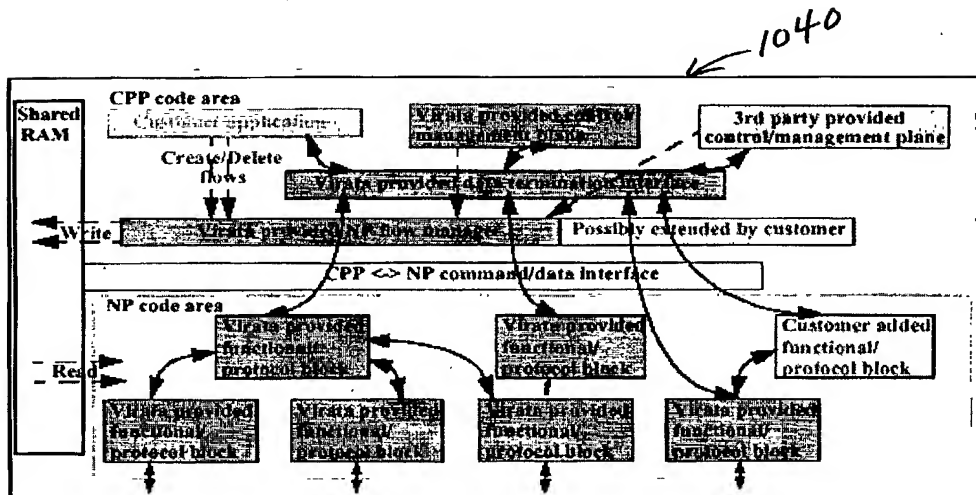 1040
Shared
RAM
CPP code area
Customer application
Virata provided control/
management plane
3rd party provided
control/management plane
Create/Delete
flows
Virata provided data termination interface
Write
Virata provided NP flow manager
Possibly extended by customer
CPP <-> NP command/data interface
NP code area
Virata provided
functional/
protocol block
Virata provided
functional/
protocol block
Customer added
functional/
protocol block
Read
Virata provided
functional/
protocol block
Virata provided
functional/
protocol block
Virata provided
functional/
protocol block
Virata provided
functional/
protocol block